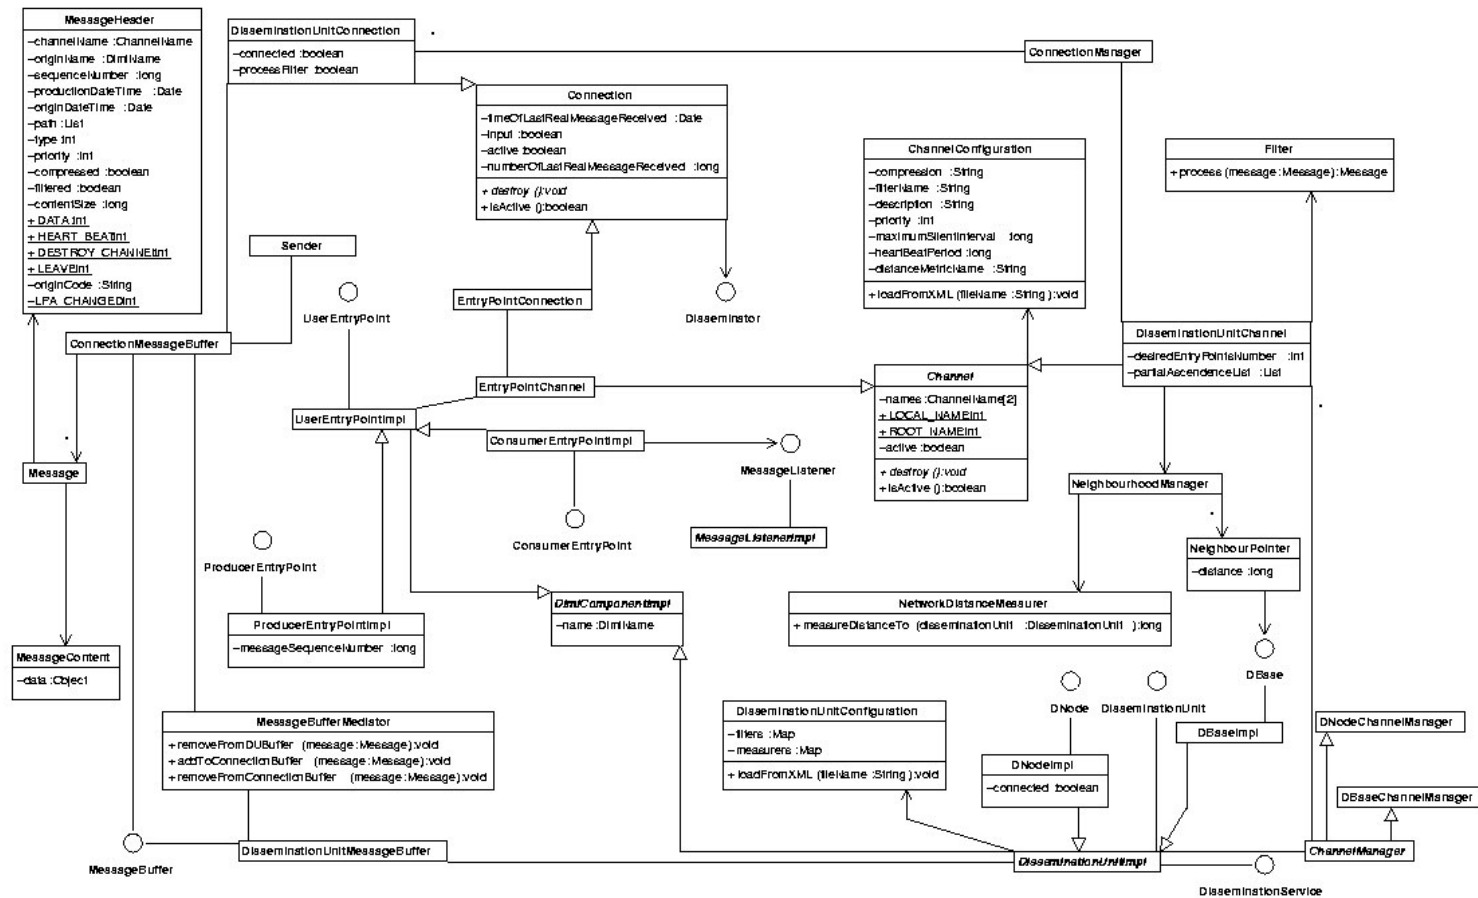 MessageHeader
–channelName :ChannelName
–originName :DimiName
–sequenceNumber :long
–productionDateTime :Date
–originDateTime :Date
–path :List
–type:int
–priority :int
–compressed :boolean
–filtered :boolean
–contentSize :long
+ DATA:int
+ HEART_BEAT:int
+ DESTROY_CHANNEL:int
+ LEAVE:int
–originCode :String
–LPA_CHANGED:int
DisseminationUnitConnection
–connected :boolean
–processFilter :boolean
*
ConnectionManager
Connection
–timeOfLastRealMessageReceived :Date
–input :boolean
–active :boolean
–numberOfLastRealMessageReceived :long
+ destroy ():void
+ isActive ():boolean
ChannelConfiguration
–compression :String
–filterName :String
–description :String
–priority :int
–maximumSilentInterval :long
–heartBeatPeriod :long
–distanceMetricName :String
+ loadFromXML (fileName :String ):void
Filter
+ process (message :Message ):Message
Sender
UserEntryPoint
EntryPointConnection
Disseminator
ConnectionMessageBuffer
DisseminationUnitChannel
–desiredEntryPointsNumber :int
–partialAscendenceList :List
EntryPointChannel
Channel
–names :ChannelName[2]
+ LOCAL_NAME:int
+ ROOT_NAME:int
–active :boolean
+ destroy ():void
+ isActive ():boolean
*
UserEntryPointImpl
ConsumerEntryPointImpl
*
Message
MessageListener
NeighbourhoodManager
*
ConsumerEntryPoint
MessageListenerImpl
ProducerEntryPoint
NeighbourPointer
–distance :long
DimiComponentImpl
–name :DimiName
NetworkDistanceMeasurer
+ measureDistanceTo (disseminationUnit :DisseminationUnit ):long
ProducerEntryPointImpl
–messageSequenceNumber :long
MessageContent
–data :Object
DBase
DNode
DisseminationUnit
MessageBufferMediator
+ removeFromDUBuffer (message :Message ):void
+ addToConnectionBuffer (message :Message ):void
+ removeFromConnectionBuffer (message :Message ):void
DisseminationUnitConfiguration
–filters :Map
–measurers :Map
+ loadFromXML (fileName :String ):void
DBaseImpl
DNodeChannelManager
DNodeImpl
–connected :boolean
DBaseChannelManager
MessageBuffer
DisseminationUnitMessageBuffer
DisseminationUnitImpl
ChannelManager
DisseminationService